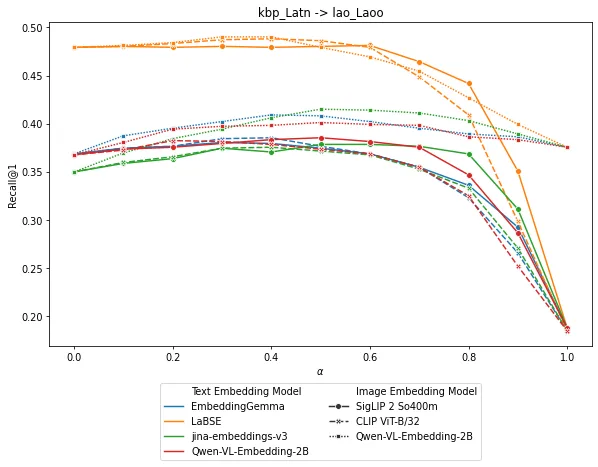 kbp_Latn -> lao_Laoo
0.50
0.45
0.40
0.35
0.30
0.25
0.20
Recall@1
0.0 0.2 0.4 0.6 0.8 1.0
α
Text Embedding Model Image Embedding Model
EmbeddingGemma SigLIP 2 So400m
LaBSE CLIP ViT-B/32
jina-embeddings-v3 Qwen-VL-Embedding-2B
Qwen-VL-Embedding-2B